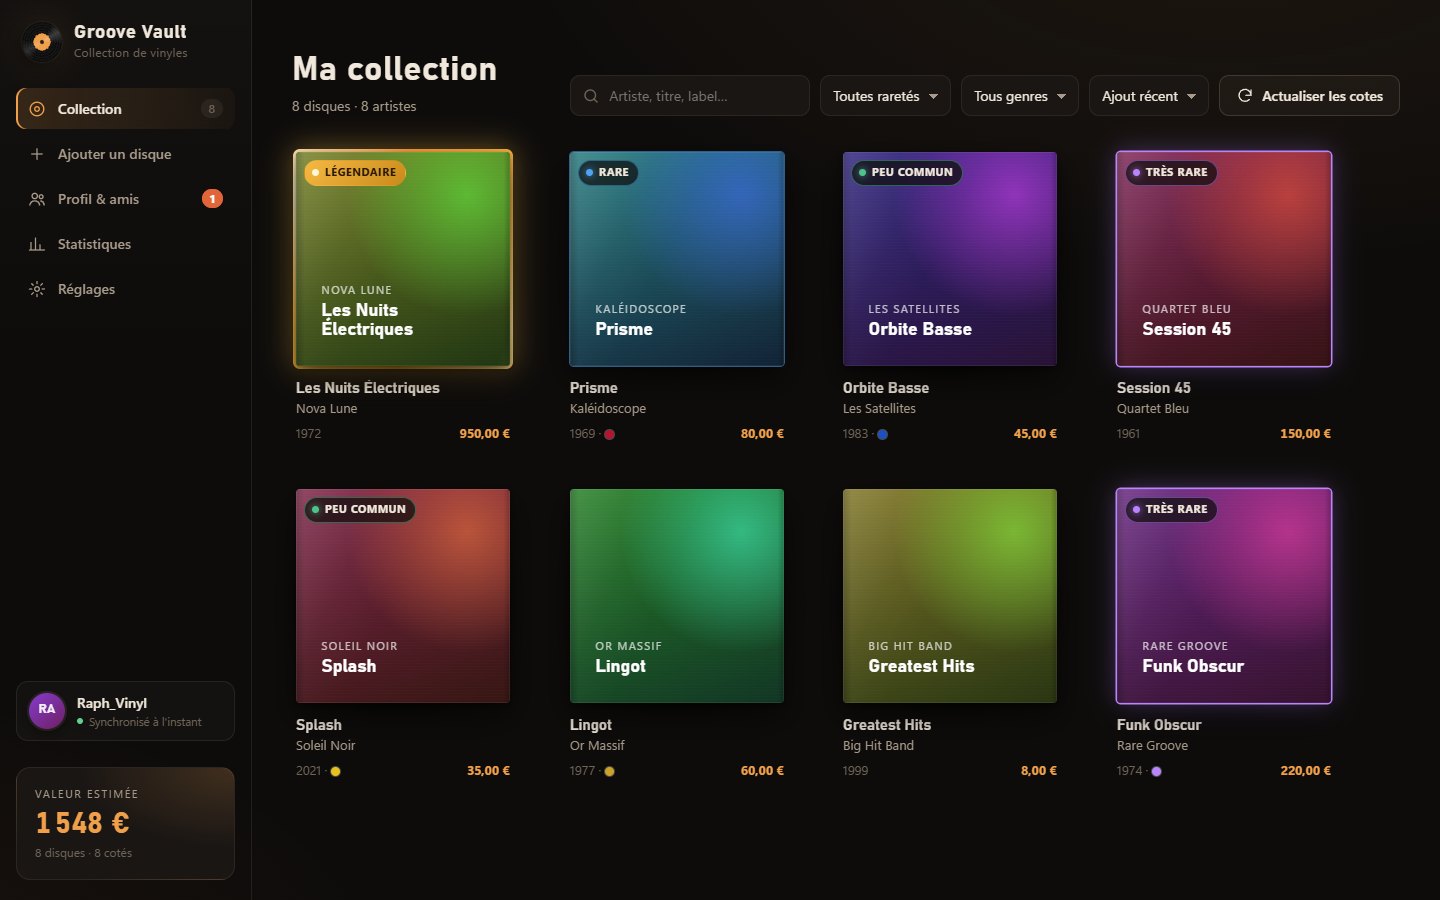 Groove Vault
Collection de vinyles
Collection 8
Ajouter un disque
Profil & amis 1
Statistiques
Réglages
RA
Raph_Vinyl
Synchronisé à l'instant
VALEUR ESTIMÉE
1 548 €
8 disques · 8 cotés
Ma collection
8 disques · 8 artistes
Artiste, titre, label...
Toutes raretés
Tous genres
Ajout récent
Actualiser les cotes
LÉGENDAIRE
NOVA LUNE
Les Nuits
Électriques
Les Nuits Électriques
Nova Lune
1972 950,00 €
RARE
KALÉIDOSCOPE
Prisme
Prisme
Kaléidoscope
1969 · 80,00 €
PEU COMMUN
LES SATELLITES
Orbite Basse
Orbite Basse
Les Satellites
1983 · 45,00 €
TRÈS RARE
QUARTET BLEU
Session 45
Session 45
Quartet Bleu
1961 150,00 €
PEU COMMUN
SOLEIL NOIR
Splash
Splash
Soleil Noir
2021 · 35,00 €
OR MASSIF
Lingot
Lingot
Or Massif
1977 · 60,00 €
BIG HIT BAND
Greatest Hits
Greatest Hits
Big Hit Band
1999 8,00 €
TRÈS RARE
RARE GROOVE
Funk Obscur
Funk Obscur
Rare Groove
1974 · 220,00 €